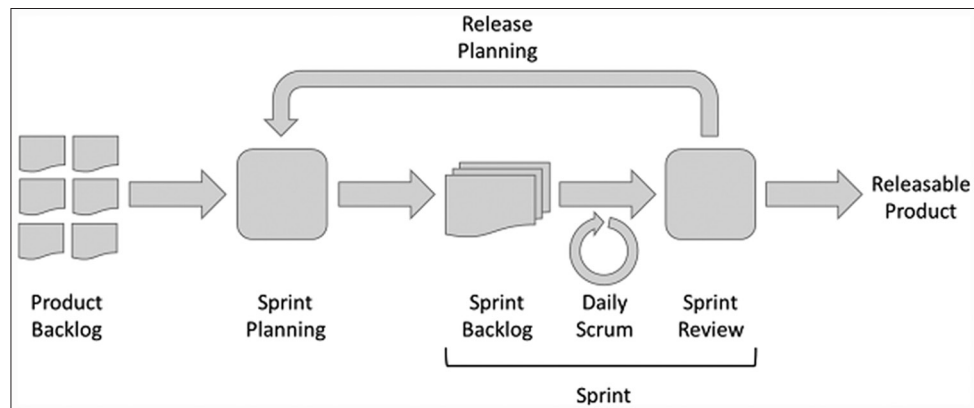 Release
Planning
Releasable
Product
Product
Backlog
Sprint
Planning
Sprint
Backlog
Daily
Scrum
Sprint
Review
Sprint